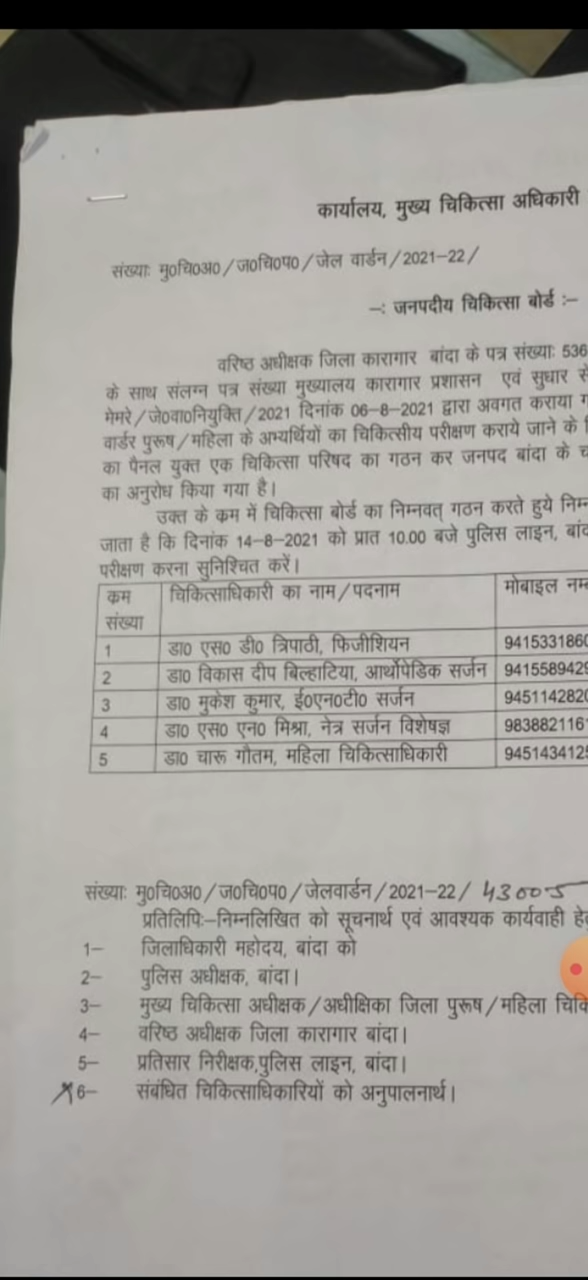 कार्यालय, मुख्य चिकित्सा अधिकारी
संख्याः मु0चि0अ0/ज0चि0प0/जेल वार्डन/2021-22/
-: जनपदीय चिकित्सा बोर्ड :-
वरिष्ठ अधीक्षक जिला कारागार बांदा के पत्र संख्याः 536
के साथ संलग्न पत्र संख्या मुख्यालय कारागार प्रशासन एवं सुधार से
मेमरे/जे0वा0नियुक्ति/2021 दिनांक 06-8-2021 द्वारा अवगत कराया
वार्डर पुरूष/महिला के अभ्यर्थियों का चिकित्सीय परीक्षण कराये जाने के
का पैनल युक्त एक चिकित्सा परिषद का गठन कर जनपद बांदा के
का अनुरोध किया गया है।
उक्त के क्रम में चिकित्सा बोर्ड का निम्नवत् गठन करते हुये
जाता है कि दिनांक 14-8-2021 को प्रात 10.00 बजे पुलिस लाइन,
परीक्षण करना सुनिश्चित करें।
क्रम संख्या चिकित्साधिकारी का नाम/पदनाम मोबाइल
1 डा0 एस0 डी0 त्रिपाठी, फिजीशियन 941533186
2 डा0 विकास दीप बिल्हाटिया, आर्थोपेडिक सर्जन 941558942
3 डा0 मुकेश कुमार, ई0एन0टी0 सर्जन 945114282
4 डा0 एस0 एन0 मिश्रा, नेत्र सर्जन विशेषज्ञ 983882116
5 डा0 चारू गौतम, महिला चिकित्साधिकारी 945143412
संख्याः मु0चि0अ0/ज0चि0प0/जेलवार्डन/2021-22/ 43005
प्रतिलिपिः-निम्नलिखित को सूचनार्थ एवं आवश्यक कार्यवाही
1- जिलाधिकारी महोदय, बांदा को
2- पुलिस अधीक्षक, बांदा।
3- मुख्य चिकित्सा अधीक्षक/अधीक्षिका जिला पुरूष/महिला
4- वरिष्ठ अधीक्षक जिला कारागार बांदा।
5- प्रतिसार निरीक्षक,पुलिस लाइन, बांदा।
6- संबंधित चिकित्साधिकारियों को अनुपालनार्थ।